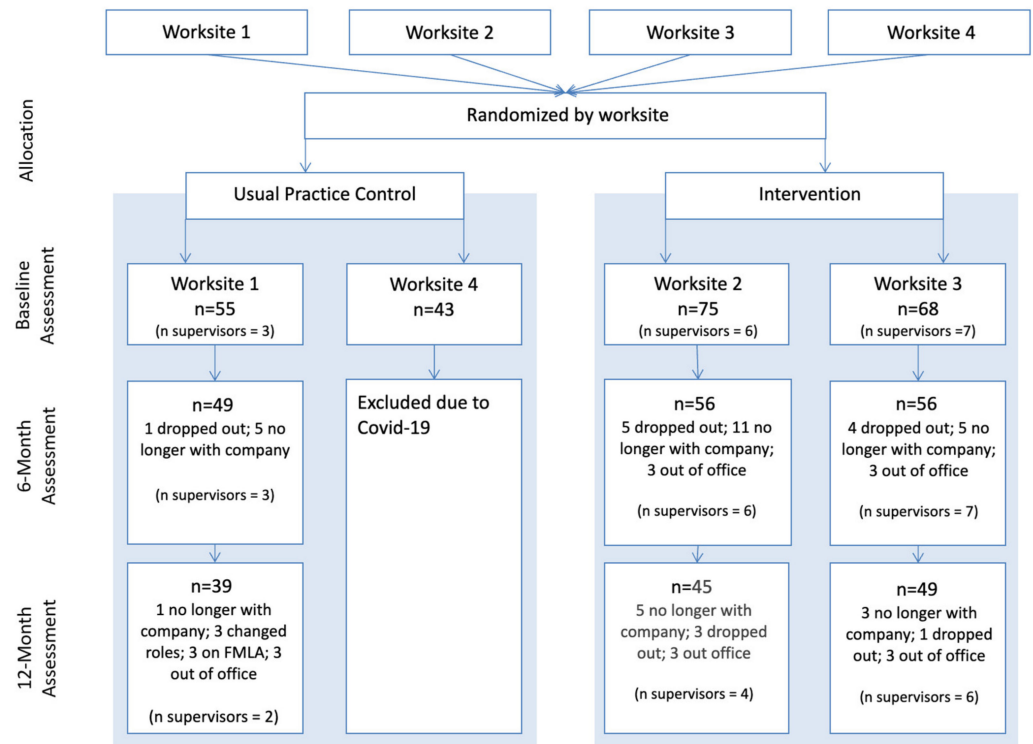 Worksite 1
Worksite 2
Worksite 3
Worksite 4
Allocation
Randomized by worksite
Usual Practice Control
Intervention
Baseline
Assessment
Worksite 1
n=55
(n supervisors = 3)
Worksite 4
n=43
Worksite 2
n=75
(n supervisors = 6)
Worksite 3
n=68
(n supervisors =7)
6-Month
Assessment
n=49
1 dropped out; 5 no
longer with company
(n supervisors = 3)
Excluded due to
Covid-19
n=56
5 dropped out; 11 no
longer with company;
3 out of office
(n supervisors = 6)
n=56
4 dropped out; 5 no
longer with company;
3 out of office
(n supervisors = 7)
12-Month
Assessment
n=39
1 no longer with
company; 3 changed
roles; 3 on FMLA; 3
out of office
(n supervisors = 2)
n=45
5 no longer with
company; 3 dropped
out; 3 out office
(n supervisors = 4)
n=49
3 no longer with
company; 1 dropped
out; 3 out of office
(n supervisors = 6)